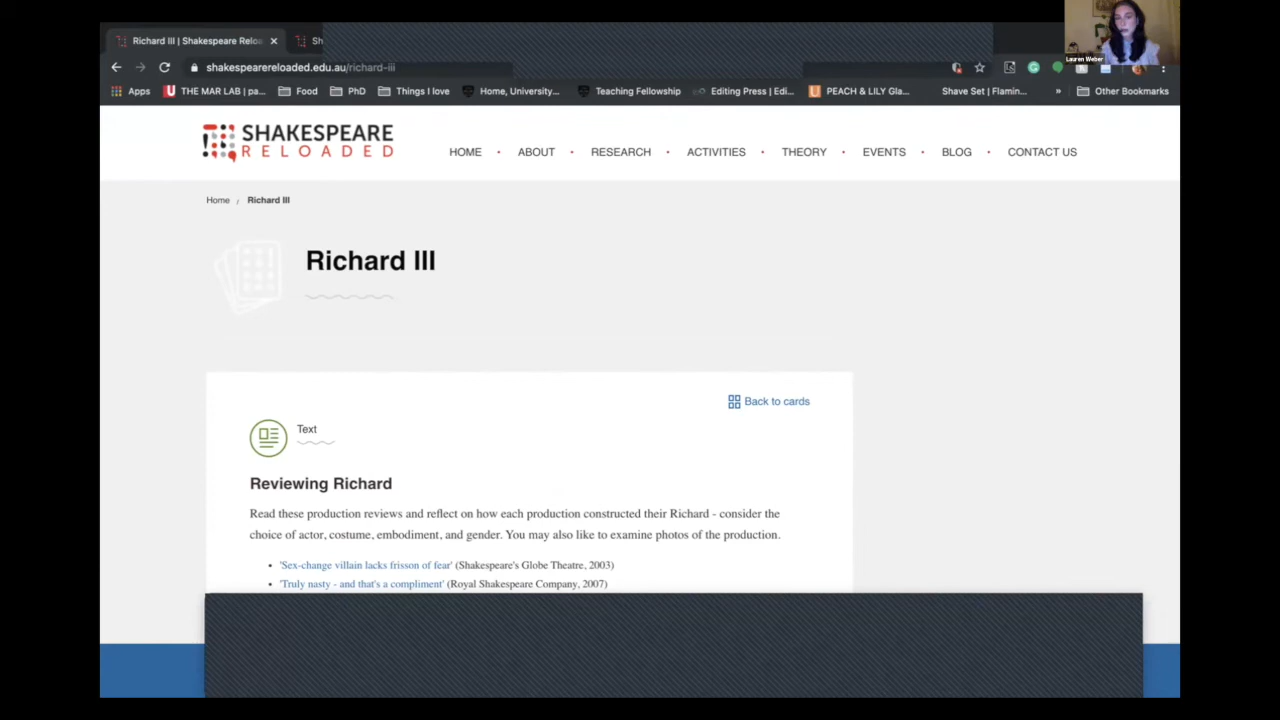 Richard III | Shakespeare Reloa
Sh
Lauren Weber
shakespearereloaded.edu.au/richard-iii
Apps
THE MAR LAB | pa...
Food
PhD
Things I love
Home, University...
Teaching Fellowship
Editing Press | Edi...
PEACH & LILY Gla...
Shave Set | Flamin...
»
Other Bookmarks
SHAKESPEARE
RELOADED
HOME • ABOUT • RESEARCH • ACTIVITIES • THEORY • EVENTS • BLOG • CONTACT US
Home / Richard III
Richard III
Back to cards
Text
Reviewing Richard
Read these production reviews and reflect on how each production constructed their Richard - consider the
choice of actor, costume, embodiment, and gender. You may also like to examine photos of the production.
• 'Sex-change villain lacks frisson of fear' (Shakespeare's Globe Theatre, 2003)
• 'Truly nasty - and that's a compliment' (Royal Shakespeare Company, 2007)